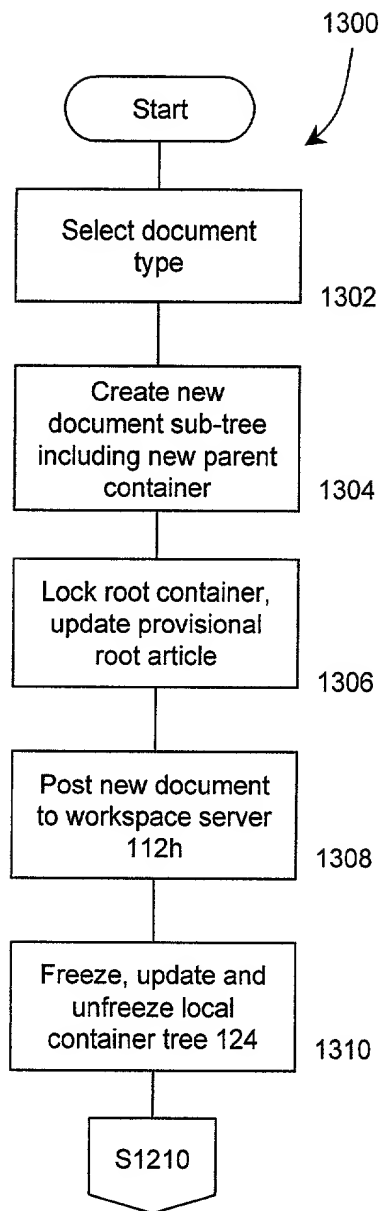 1300
Start
Select document
type
1302
Create new
document sub-tree
including new parent
container
1304
Lock root container,
update provisional
root article
1306
Post new document
to workspace server
112h
1308
Freeze, update and
unfreeze local
container tree 124
1310
S1210